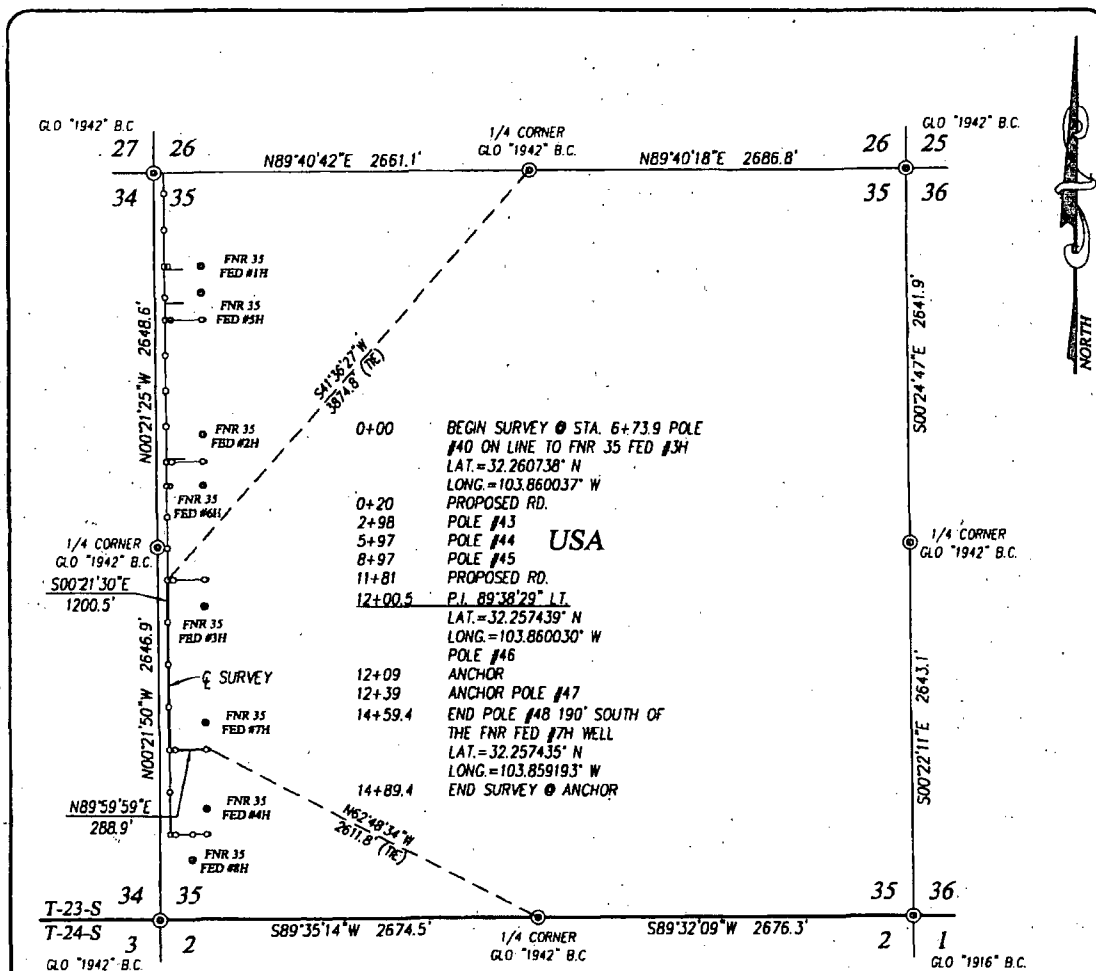 GLO "1942" B.C.
27 26
34 35
N89°40'42"E 2661.1'
1/4 CORNER
GLO "1942" B.C.
N89°40'18"E 2686.8'
GLO "1942" B.C.
26 25
35 36
NORTH
FNR 35
FED #1H
FNR 35
FED #5H
N00°21'25"W 2648.6'
S41°36'27"W
3874.8' (TIE)
S00°24'47"E 2641.9'
FNR 35
FED #2H
FNR 35
FED #6H
0+00 BEGIN SURVEY @ STA. 6+73.9 POLE
#40 ON LINE TO FNR 35 FED #3H
LAT.=32.260738° N
LONG.=103.860037° W
0+20 PROPOSED RD.
2+98 POLE #43
5+97 POLE #44
8+97 POLE #45
11+81 PROPOSED RD.
12+00.5 P.I. 89°38'29" LT.
LAT.=32.257439° N
LONG.=103.860030° W
POLE #46
12+09 ANCHOR
12+39 ANCHOR POLE #47
14+59.4 END POLE #48 190' SOUTH OF
THE FNR FED #7H WELL
LAT.=32.257435° N
LONG.=103.859193° W
14+89.4 END SURVEY @ ANCHOR
USA
1/4 CORNER
GLO "1942" B.C.
1/4 CORNER
GLO "1942" B.C.
S00°21'30"E
1200.5'
FNR 35
FED #3H
N00°21'50"W 2646.9'
℄ SURVEY
FNR 35
FED #7H
S00°22'11"E 2643.1'
N89°59'59"E
288.9'
FNR 35
FED #4H
N62°48'34"W
2611.8' (TIE)
FNR 35
FED #8H
34 35
T-23-S
T-24-S
3 2
GLO "1942" B.C.
S89°35'14"W 2674.5'
1/4 CORNER
GLO "1942" B.C.
S89°32'09"W 2676.3'
35 36
2 1
GLO "1916" B.C.